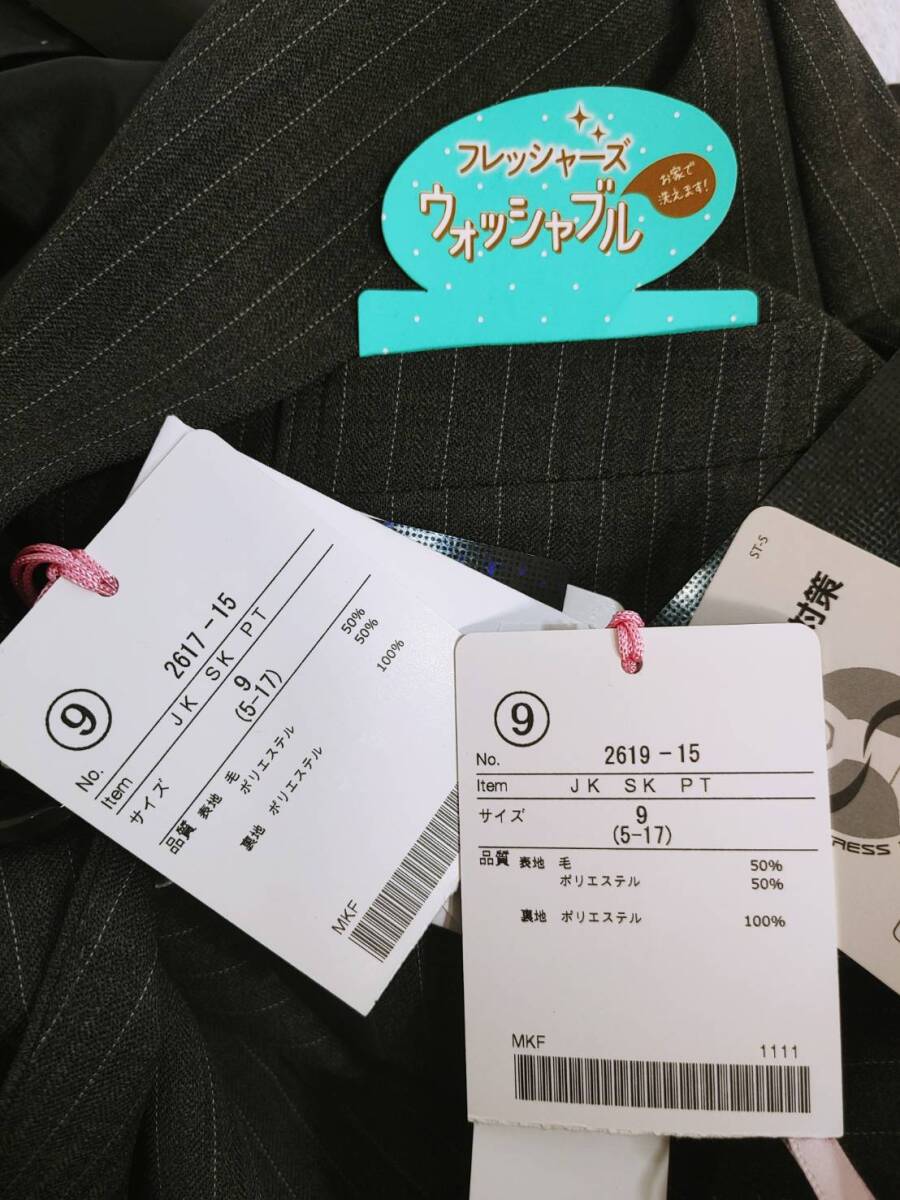 フレッシャーズ
ウォッシャブル
お家で
洗えます!
⑨
No. 2617-15
Item JK SK PT
サイズ 9
(5-17)
品質 表地 毛 50%
ポリエステル 50%
裏地 ポリエステル 100%
MKF
⑨
No. 2619-15
Item JK SK PT
サイズ 9
(5-17)
品質 表地 毛 50%
ポリエステル 50%
裏地 ポリエステル 100%
MKF 1111
ST-S
対策